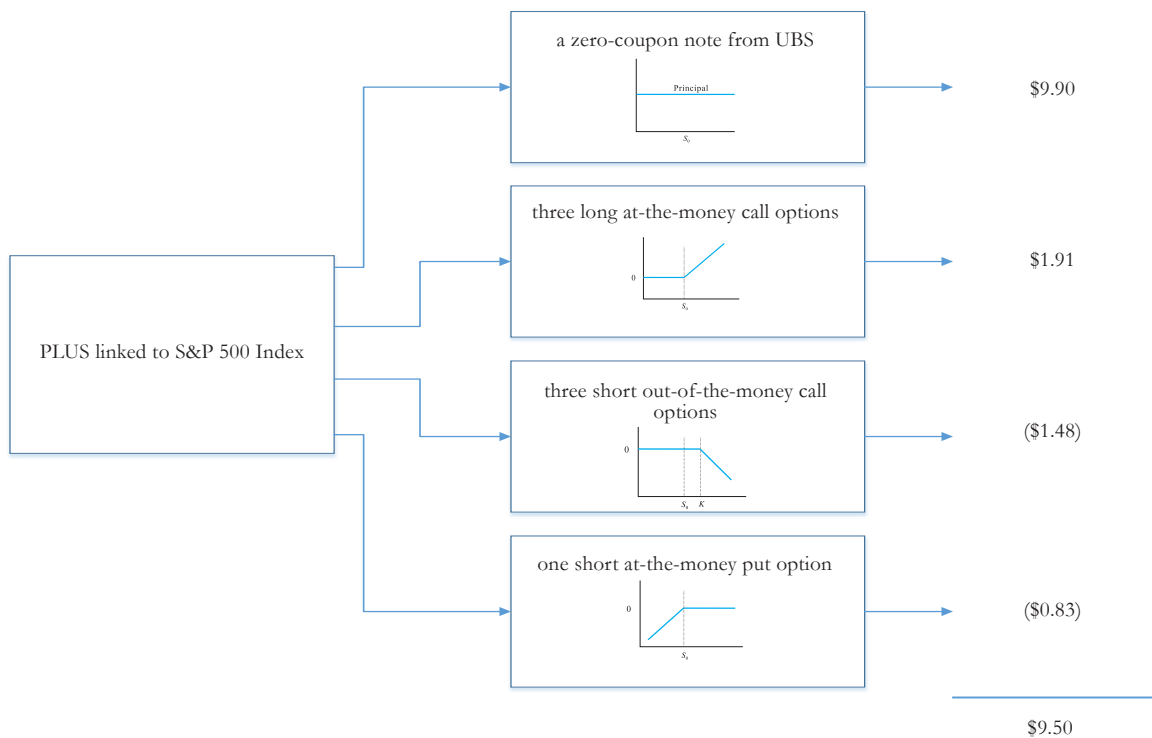 a zero-coupon note from UBS
Principal
S₀
$9.90
three long at-the-money call options
0
S₀
$1.91
PLUS linked to S&P 500 Index
three short out-of-the-money call
options
0
S₀ K
($1.48)
one short at-the-money put option
0
S₀
($0.83)
$9.50